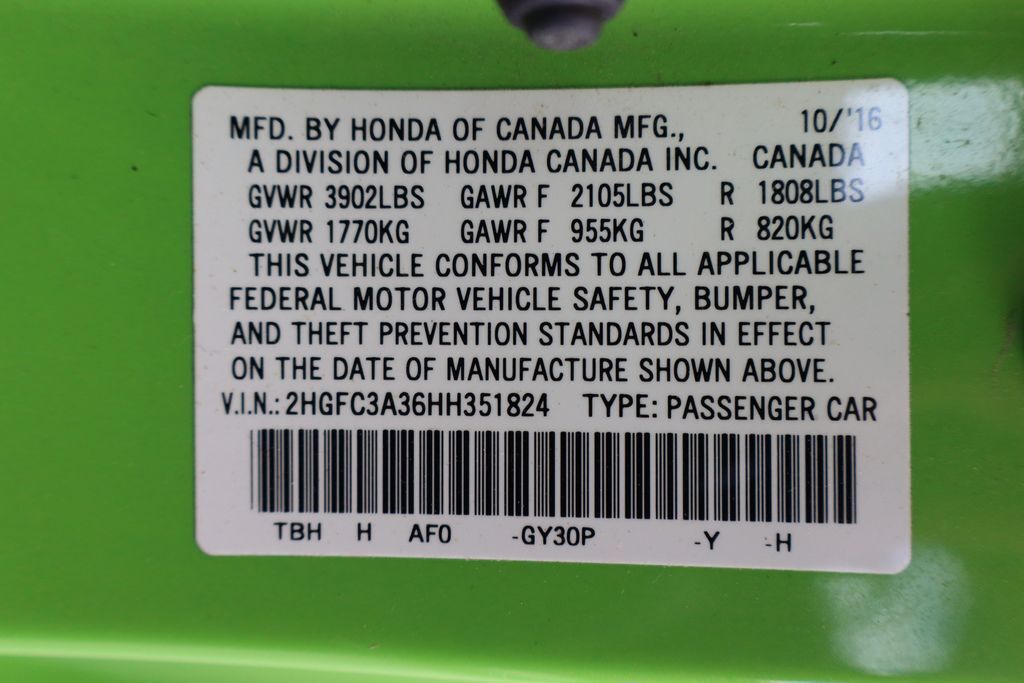 MFD. BY HONDA OF CANADA MFG., 10/'16
A DIVISION OF HONDA CANADA INC. CANADA
GVWR 3902LBS GAWR F 2105LBS R 1808LBS
GVWR 1770KG GAWR F 955KG R 820KG
THIS VEHICLE CONFORMS TO ALL APPLICABLE
FEDERAL MOTOR VEHICLE SAFETY, BUMPER,
AND THEFT PREVENTION STANDARDS IN EFFECT
ON THE DATE OF MANUFACTURE SHOWN ABOVE.
V.I.N.: 2HGFC3A36HH351824 TYPE: PASSENGER CAR
TBH H AF0 -GY30P -Y -H